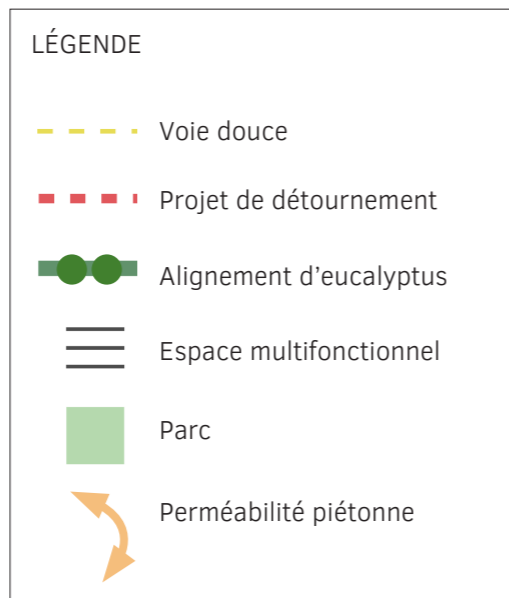 LÉGENDE
Voie douce
Projet de détournement
Alignement d’eucalyptus
Espace multifonctionnel
Parc
Perméabilité piétonne